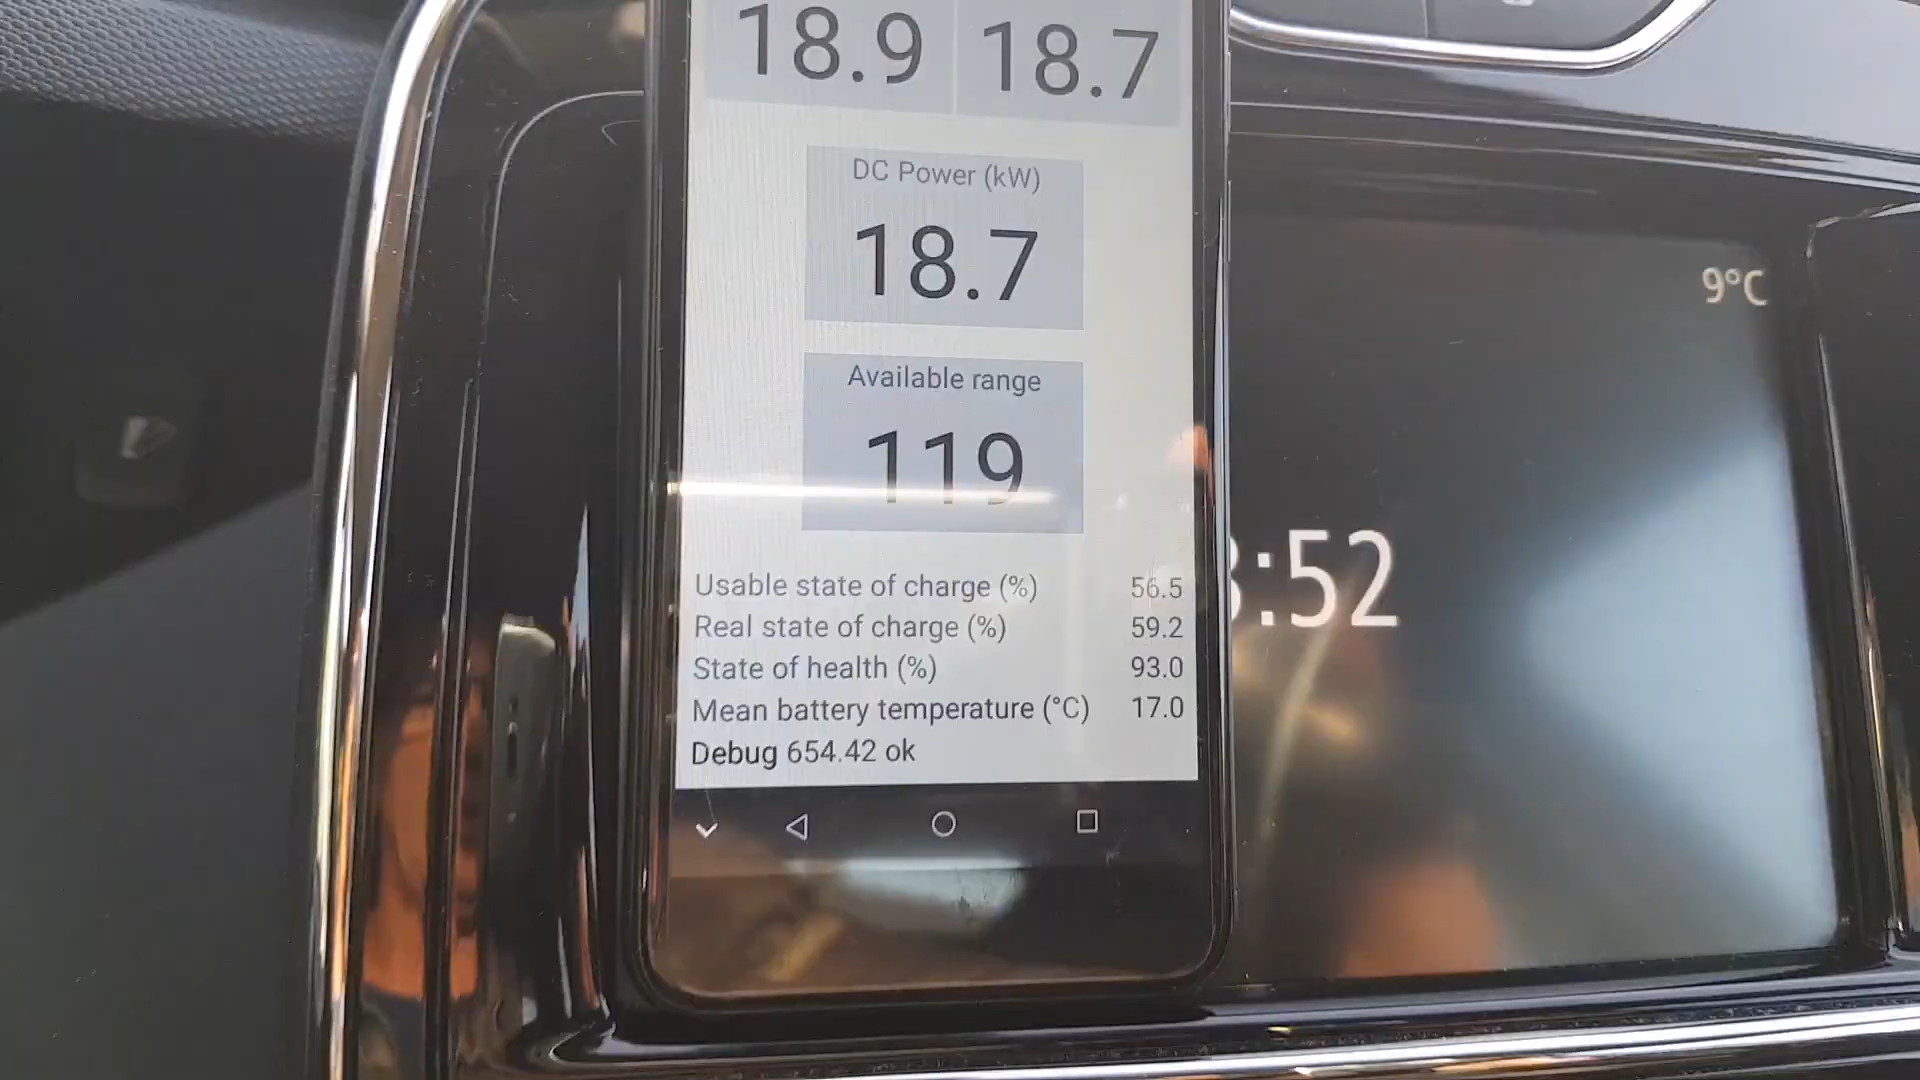 18.9 18.7
DC Power (kW)
18.7
9°C
Available range
119
:52
Usable state of charge (%) 56.5
Real state of charge (%) 59.2
State of health (%) 93.0
Mean battery temperature (°C) 17.0
Debug 654.42 ok